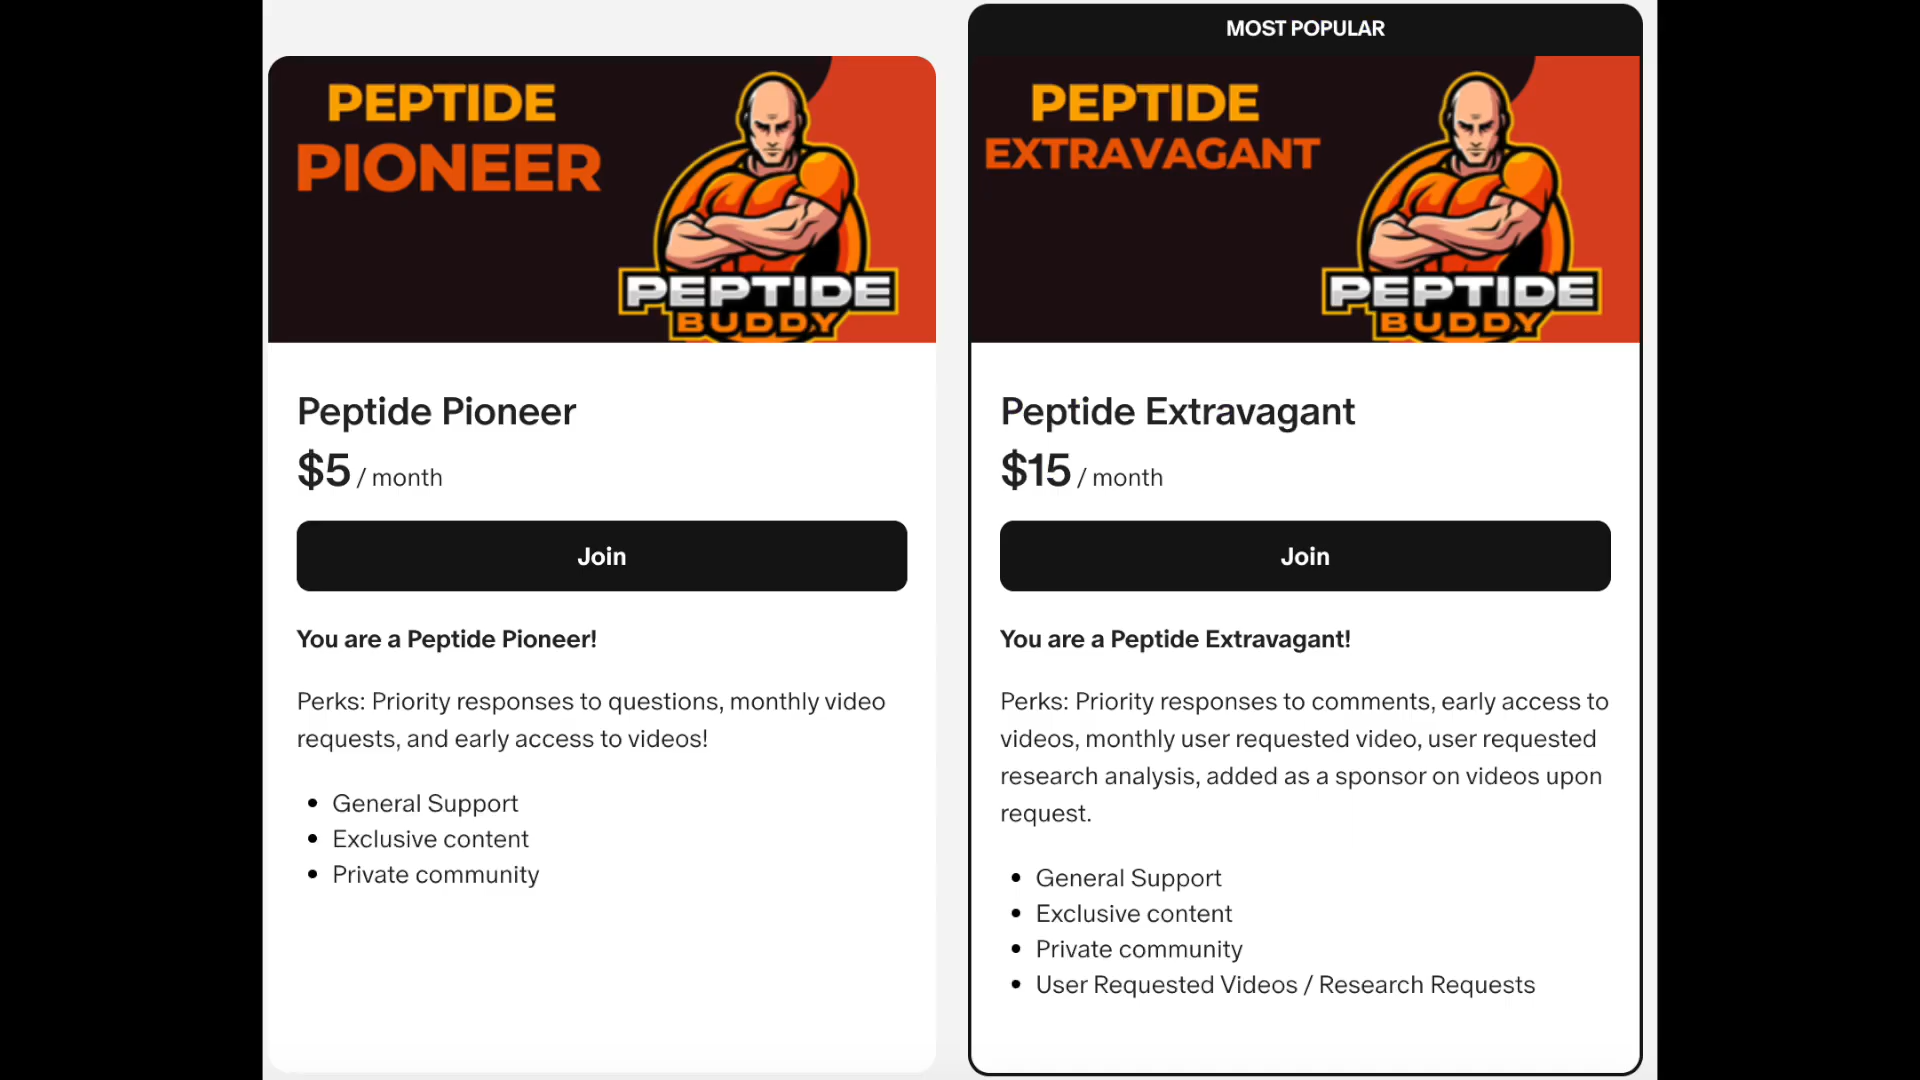 PEPTIDE
PIONEER
PEPTIDE
BUDDY
Peptide Pioneer
$5 / month
Join
You are a Peptide Pioneer!
Perks: Priority responses to questions, monthly video
requests, and early access to videos!
• General Support
• Exclusive content
• Private community
MOST POPULAR
PEPTIDE
EXTRAVAGANT
PEPTIDE
BUDDY
Peptide Extravagant
$15 / month
Join
You are a Peptide Extravagant!
Perks: Priority responses to comments, early access to
videos, monthly user requested video, user requested
research analysis, added as a sponsor on videos upon
request.
• General Support
• Exclusive content
• Private community
• User Requested Videos / Research Requests